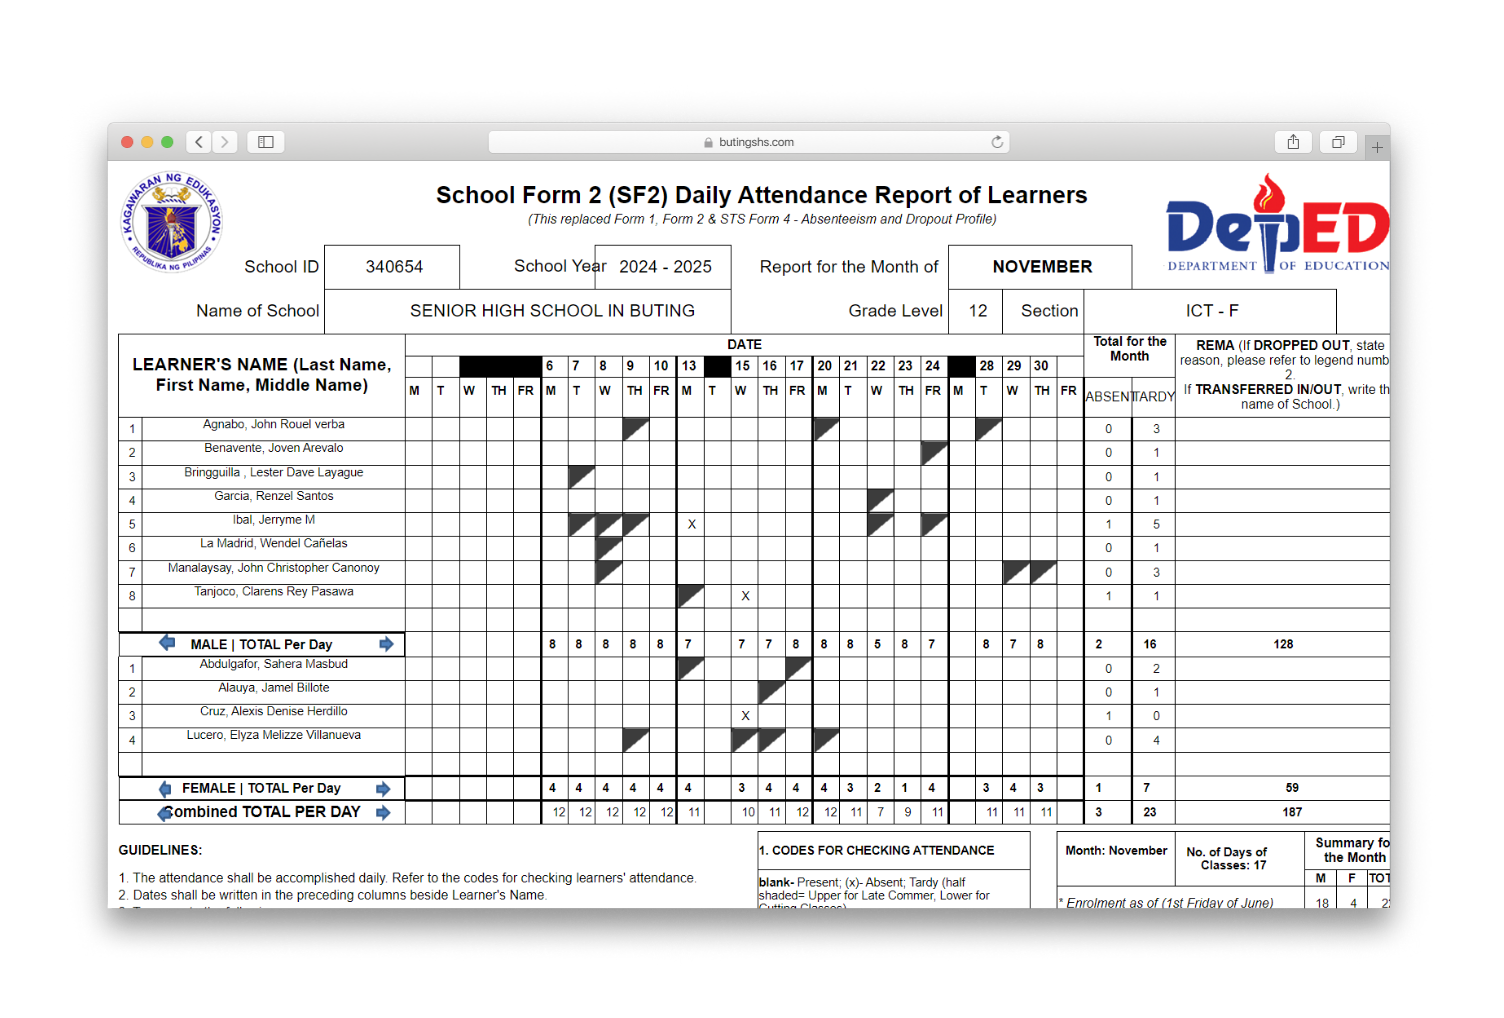 butingshs.com
KAGAWARAN NG EDUKASYON
REPUBLIKA NG PILIPINAS
School Form 2 (SF2) Daily Attendance Report of Learners
(This replaced Form 1, Form 2 & STS Form 4 - Absenteeism and Dropout Profile)
DepED
DEPARTMENT OF EDUCATION
School ID 340654 School Year 2024 - 2025 Report for the Month of NOVEMBER
Name of School SENIOR HIGH SCHOOL IN BUTING Grade Level 12 Section ICT - F
LEARNER'S NAME (Last Name, First Name, Middle Name)
DATE
Total for the Month
REMA (If DROPPED OUT, state
reason, please refer to legend numb
2.
If TRANSFERRED IN/OUT, write th
name of School.)
6 7 8 9 10 13 15 16 17 20 21 22 23 24 28 29 30
M T W TH FR M T W TH FR M T W TH FR M T W TH FR M T W TH FR ABSENT TARDY
1 Agnabo, John Rouel verba 0 3
2 Benavente, Joven Arevalo 0 1
3 Bringguilla , Lester Dave Layague 0 1
4 Garcia, Renzel Santos 0 1
5 Ibal, Jerryme M X 1 5
6 La Madrid, Wendel Cañelas 0 1
7 Manalaysay, John Christopher Canonoy 0 3
8 Tanjoco, Clarens Rey Pasawa X 1 1
MALE | TOTAL Per Day 8 8 8 8 8 7 7 7 8 8 8 5 8 7 8 7 8 2 16 128
1 Abdulgafor, Sahera Masbud 0 2
2 Alauya, Jamel Billote 0 1
3 Cruz, Alexis Denise Herdillo X 1 0
4 Lucero, Elyza Melizze Villanueva 0 4
FEMALE | TOTAL Per Day 4 4 4 4 4 4 3 4 4 4 3 2 1 4 3 4 3 1 7 59
Combined TOTAL PER DAY 12 12 12 12 12 11 10 11 12 12 11 7 9 11 11 11 11 3 23 187
GUIDELINES:
1. The attendance shall be accomplished daily. Refer to the codes for checking learners' attendance.
2. Dates shall be written in the preceding columns beside Learner's Name.
1. CODES FOR CHECKING ATTENDANCE
blank- Present; (x)- Absent; Tardy (half
shaded= Upper for Late Commer, Lower for
Cutting Classes)
Month: November
No. of Days of
Classes: 17
Summary fo
the Month
M F TOT
* Enrolment as of (1st Friday of June) 18 4